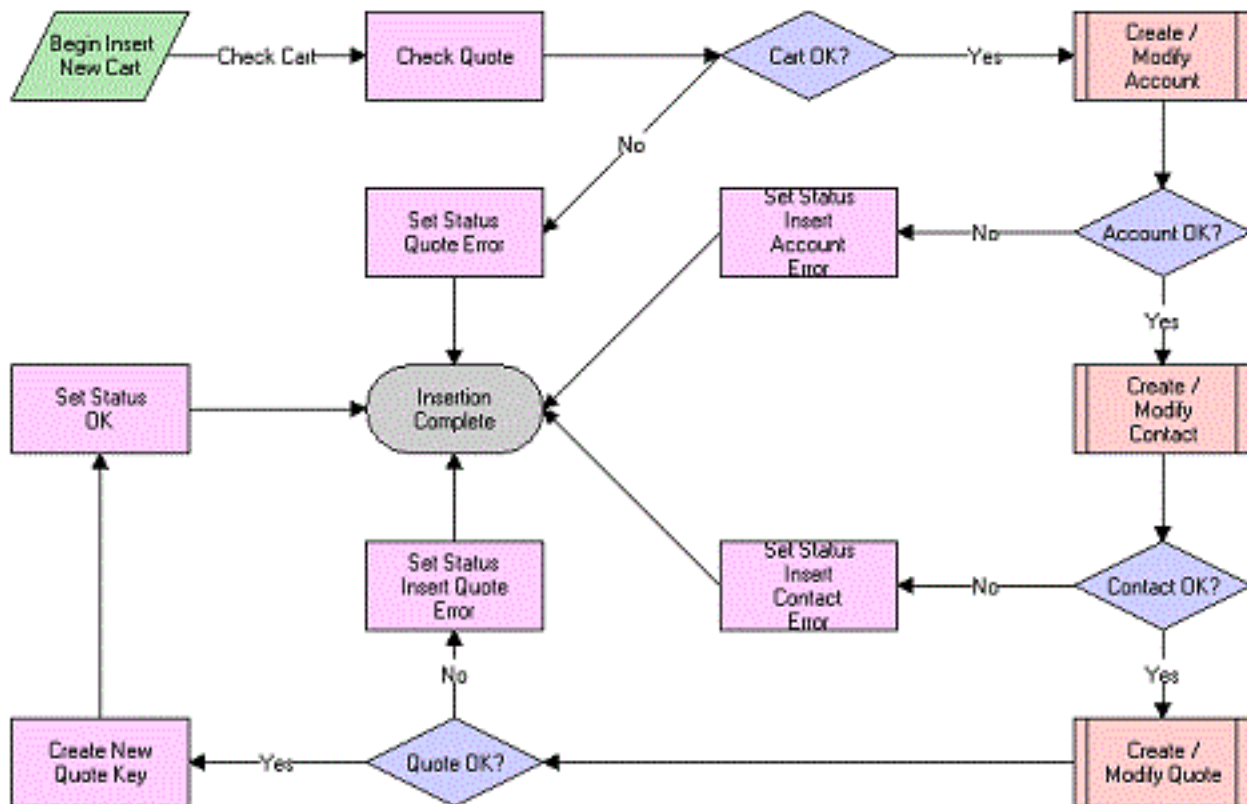 Begin Insert
New Cart
Check Cart
Check Quote
Cart OK?
Yes
Create /
Modify
Account
No
Set Status
Quote Error
Set Status
Insert
Account
Error
No
Account OK?
Yes
Set Status
OK
Insertion
Complete
Create /
Modify
Contact
Set Status
Insert Quote
Error
Set Status
Insert
Contact
Error
No
Contact OK?
No
Yes
Create New
Quote Key
Yes
Quote OK?
Create /
Modify Quote